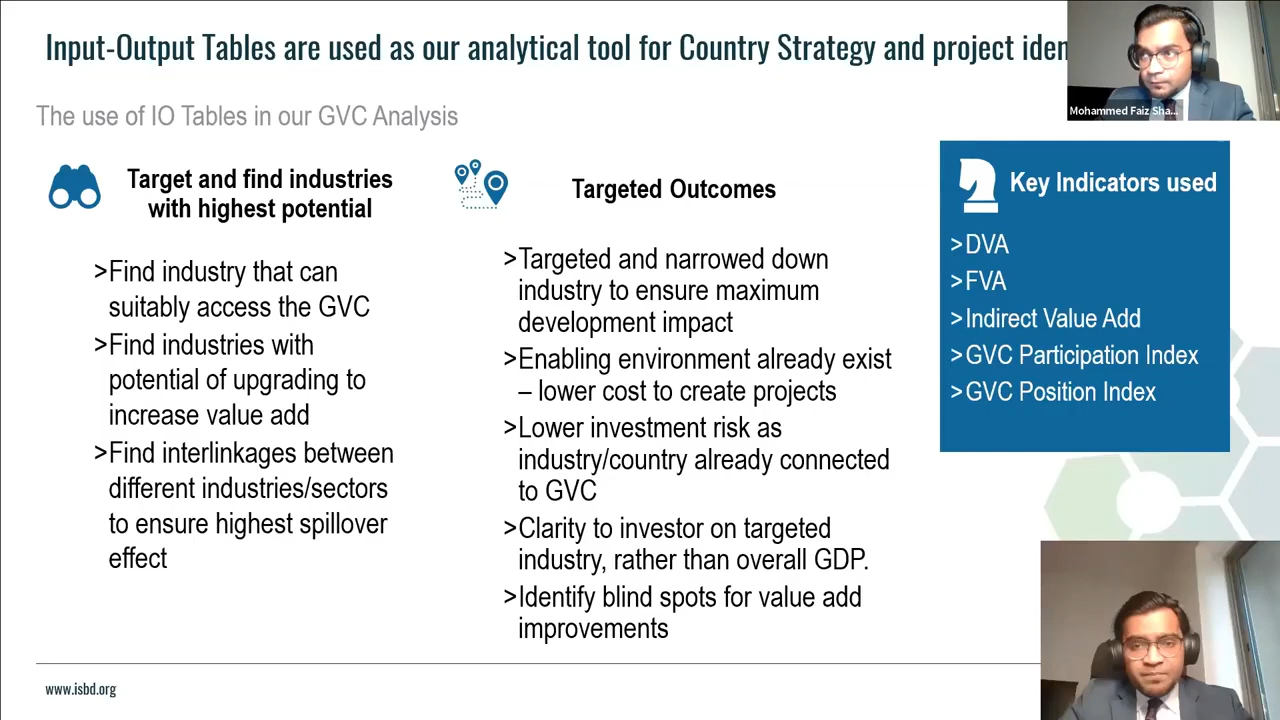 Input-Output Tables are used as our analytical tool for Country Strategy and project iden
Mohammed Faiz Sha...
The use of IO Tables in our GVC Analysis
Target and find industries
with highest potential
>Find industry that can
suitably access the GVC
>Find industries with
potential of upgrading to
increase value add
>Find interlinkages between
different industries/sectors
to ensure highest spillover
effect
Targeted Outcomes
>Targeted and narrowed down
industry to ensure maximum
development impact
>Enabling environment already exist
– lower cost to create projects
>Lower investment risk as
industry/country already connected
to GVC
>Clarity to investor on targeted
industry, rather than overall GDP.
>Identify blind spots for value add
improvements
Key Indicators used
>DVA
>FVA
>Indirect Value Add
>GVC Participation Index
>GVC Position Index
www.isbd.org